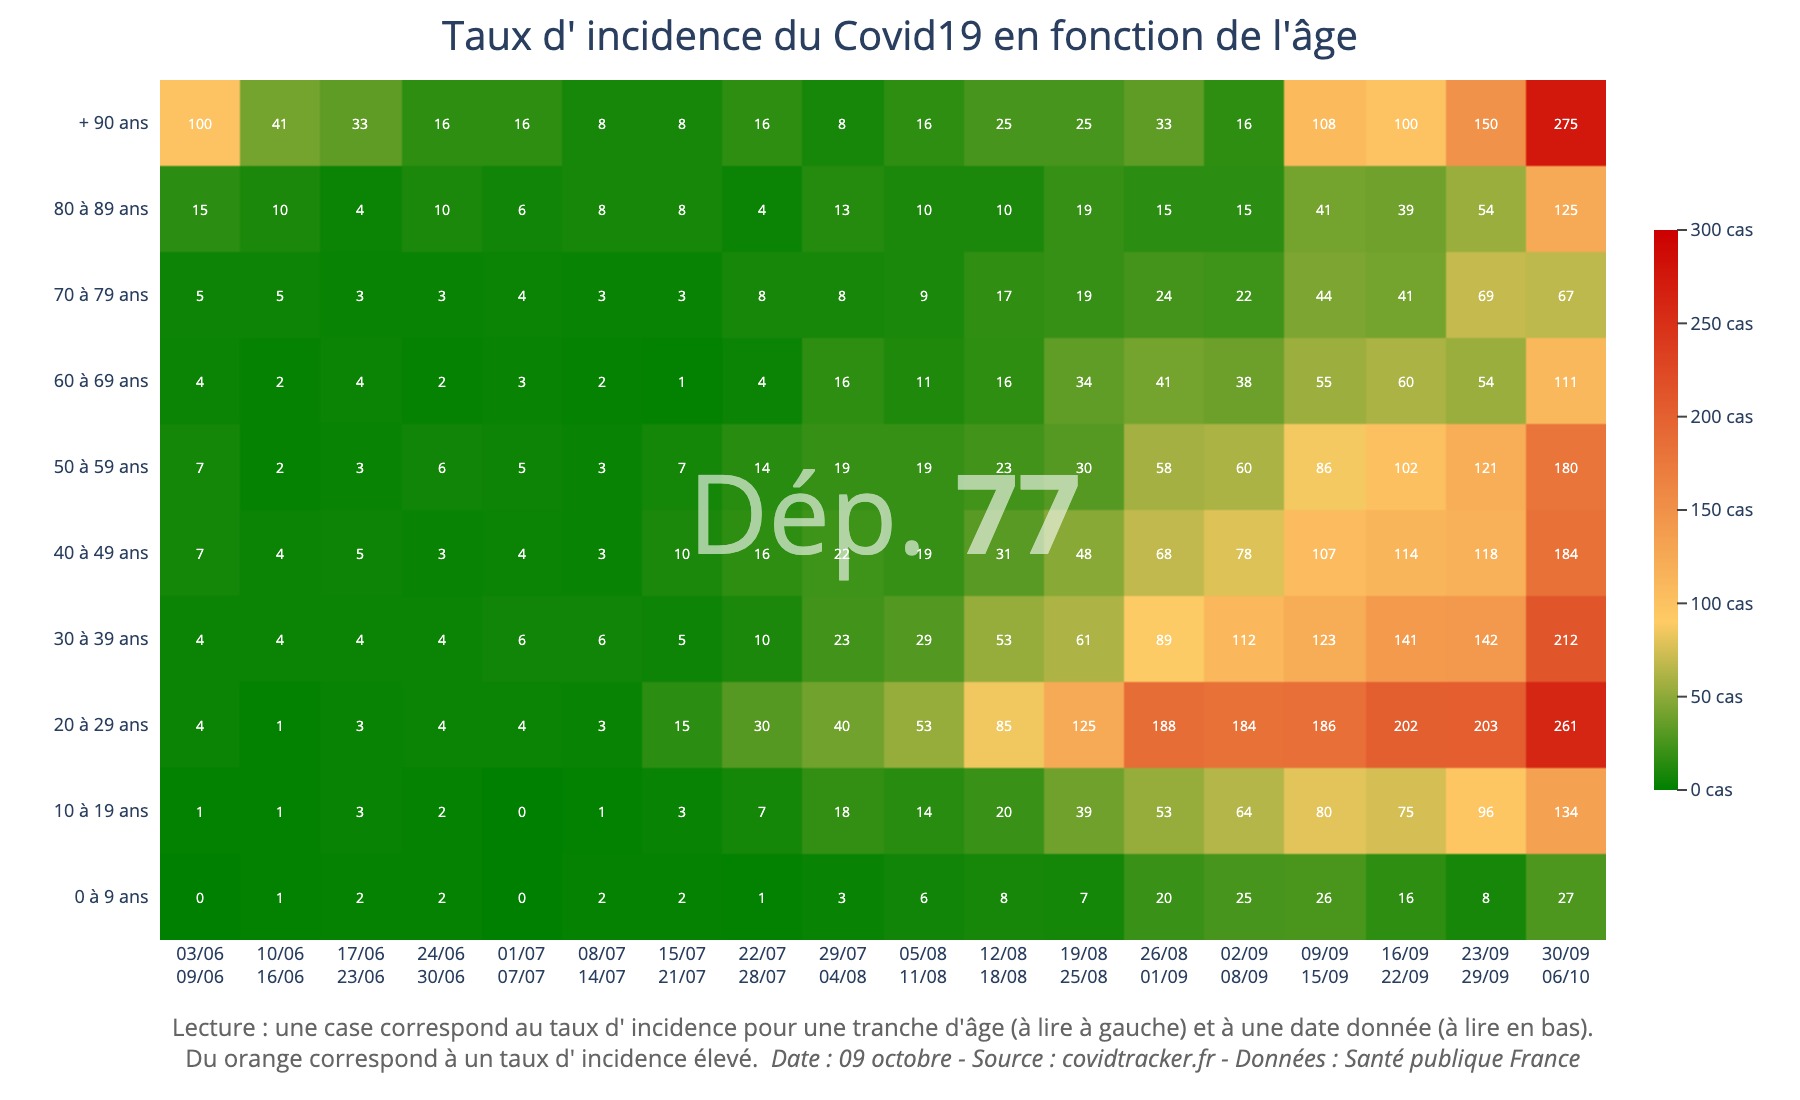 Taux d' incidence du Covid19 en fonction de l'âge
+ 90 ans 100 41 33 16 16 8 8 16 8 16 25 25 33 16 108 100 150 275
80 à 89 ans 15 10 4 10 6 8 8 4 13 10 10 19 15 15 41 39 54 125
70 à 79 ans 5 5 3 3 4 3 3 8 8 9 17 19 24 22 44 41 69 67
60 à 69 ans 4 2 4 2 3 2 1 4 16 11 16 34 41 38 55 60 54 111
50 à 59 ans 7 2 3 6 5 3 7 14 19 19 23 30 58 60 86 102 121 180
Dép. 77
40 à 49 ans 7 4 5 3 4 3 10 16 22 19 31 48 68 78 107 114 118 184
30 à 39 ans 4 4 4 4 6 6 5 10 23 29 53 61 89 112 123 141 142 212
20 à 29 ans 4 1 3 4 4 3 15 30 40 53 85 125 188 184 186 202 203 261
10 à 19 ans 1 1 3 2 0 1 3 7 18 14 20 39 53 64 80 75 96 134
0 à 9 ans 0 1 2 2 0 2 2 1 3 6 8 7 20 25 26 16 8 27
03/06 10/06 17/06 24/06 01/07 08/07 15/07 22/07 29/07 05/08 12/08 19/08 26/08 02/09 09/09 16/09 23/09 30/09
09/06 16/06 23/06 30/06 07/07 14/07 21/07 28/07 04/08 11/08 18/08 25/08 01/09 08/09 15/09 22/09 29/09 06/10
300 cas
250 cas
200 cas
150 cas
100 cas
50 cas
0 cas
Lecture : une case correspond au taux d' incidence pour une tranche d'âge (à lire à gauche) et à une date donnée (à lire en bas).
Du orange correspond à un taux d' incidence élevé. Date : 09 octobre - Source : covidtracker.fr - Données : Santé publique France